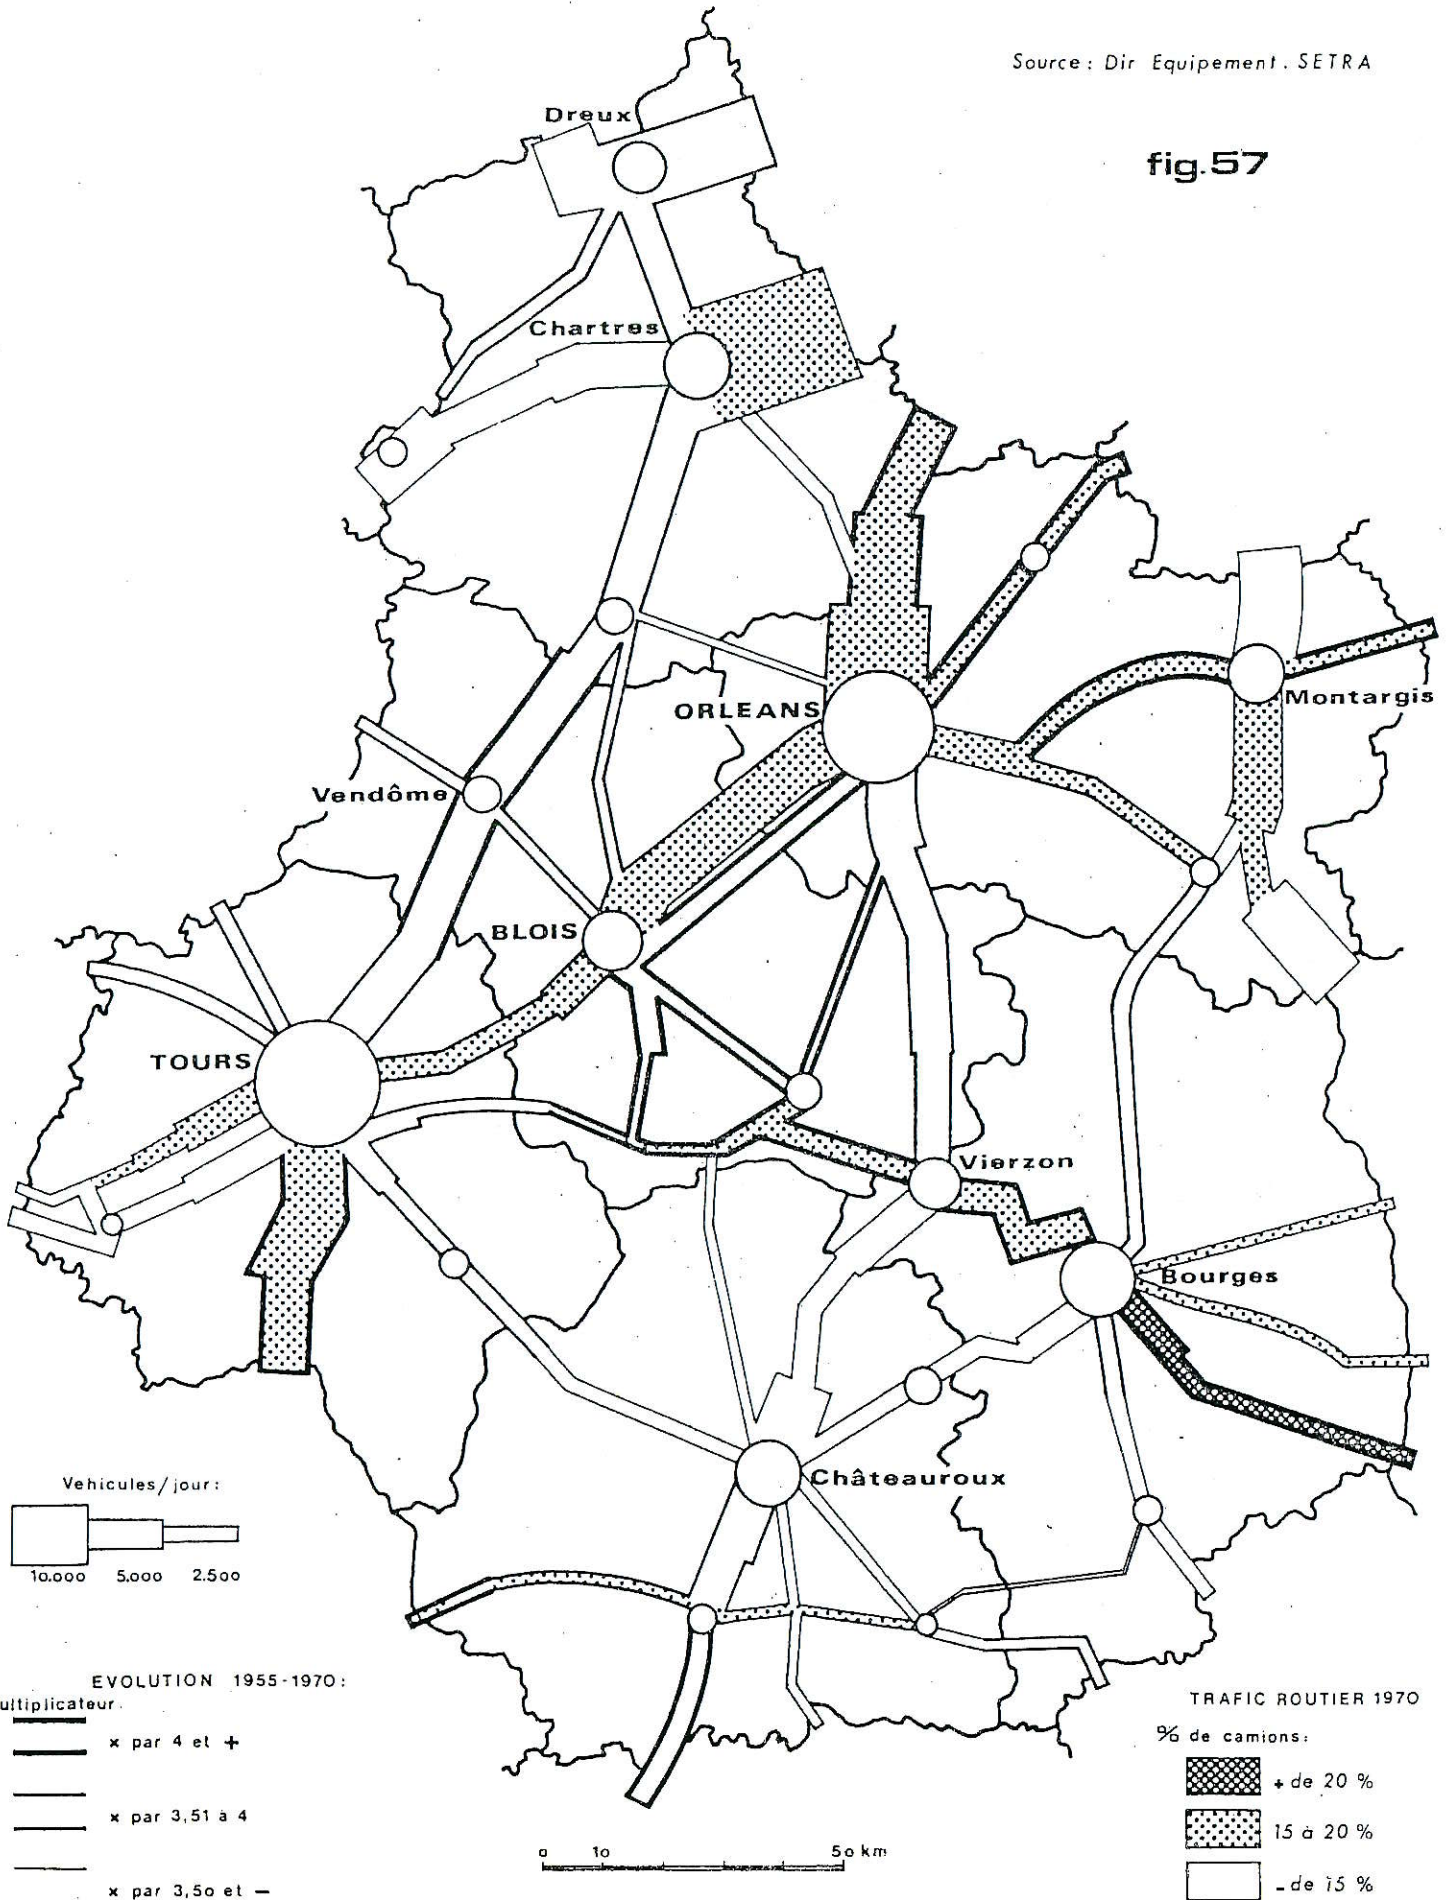 Source : Dir Equipement. SETRA
fig.57
Dreux
Chartres
ORLEANS
Montargis
Vendôme
BLOIS
TOURS
Vierzon
Bourges
Châteauroux
Vehicules/jour :
10.000 5.000 2.500
EVOLUTION 1955-1970 :
ultiplicateur.
x par 4 et +
x par 3,51 à 4
x par 3,50 et —
0 10 50 km
TRAFIC ROUTIER 1970
% de camions :
+ de 20 %
15 à 20 %
- de 15 %